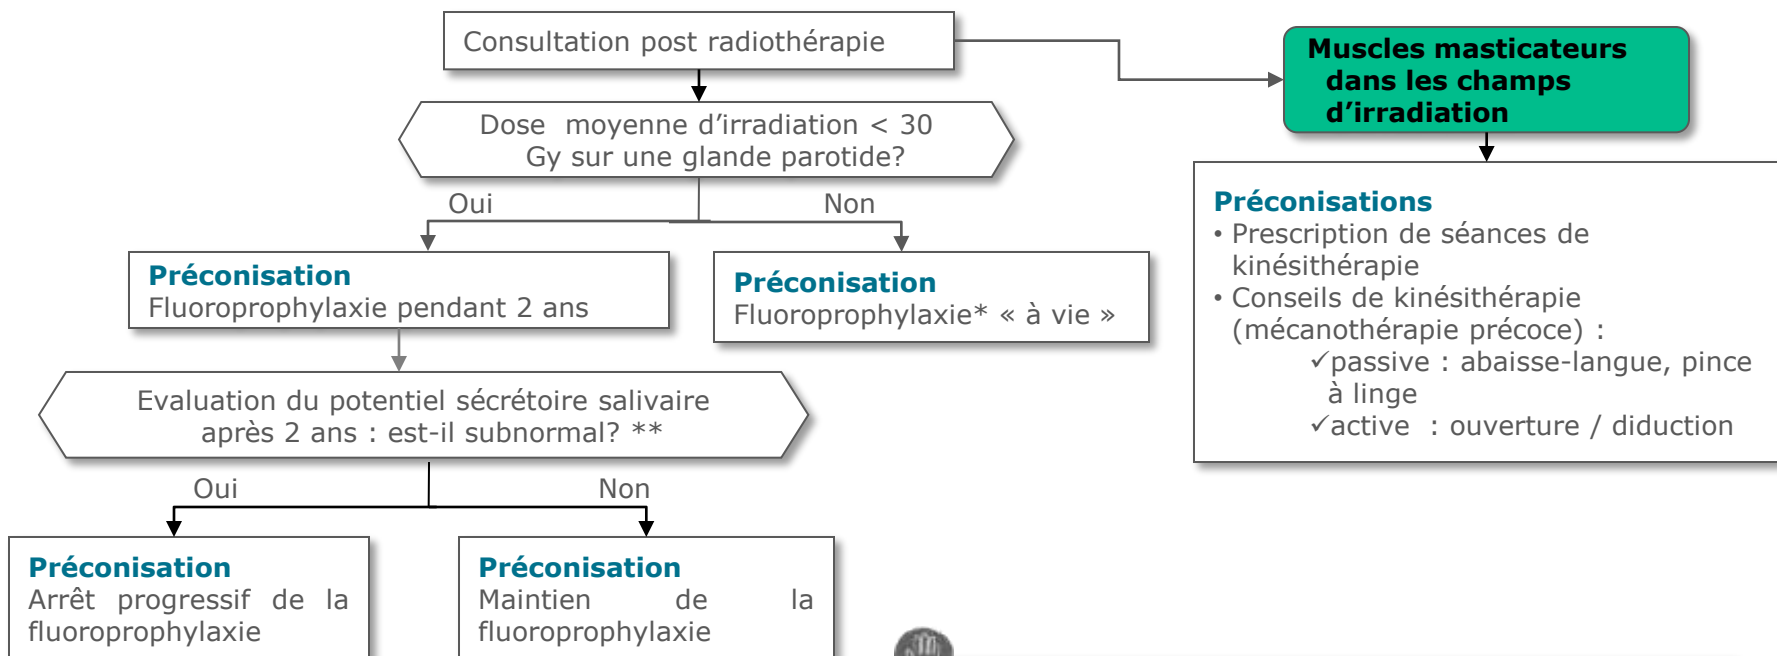 Consultation post radiothérapie
Muscles masticateurs
dans les champs
d’irradiation
Dose moyenne d’irradiation < 30
Gy sur une glande parotide?
Oui
Non
Préconisation
Fluoroprophylaxie pendant 2 ans
Préconisation
Fluoroprophylaxie* « à vie »
Préconisations
• Prescription de séances de
kinésithérapie
• Conseils de kinésithérapie
(mécanothérapie précoce) :
✓passive : abaisse-langue, pince
à linge
✓active : ouverture / diduction
Evaluation du potentiel sécrétoire salivaire
après 2 ans : est-il subnormal? **
Oui
Non
Préconisation
Arrêt progressif de la
fluoroprophylaxie
Préconisation
Maintien de la
fluoroprophylaxie